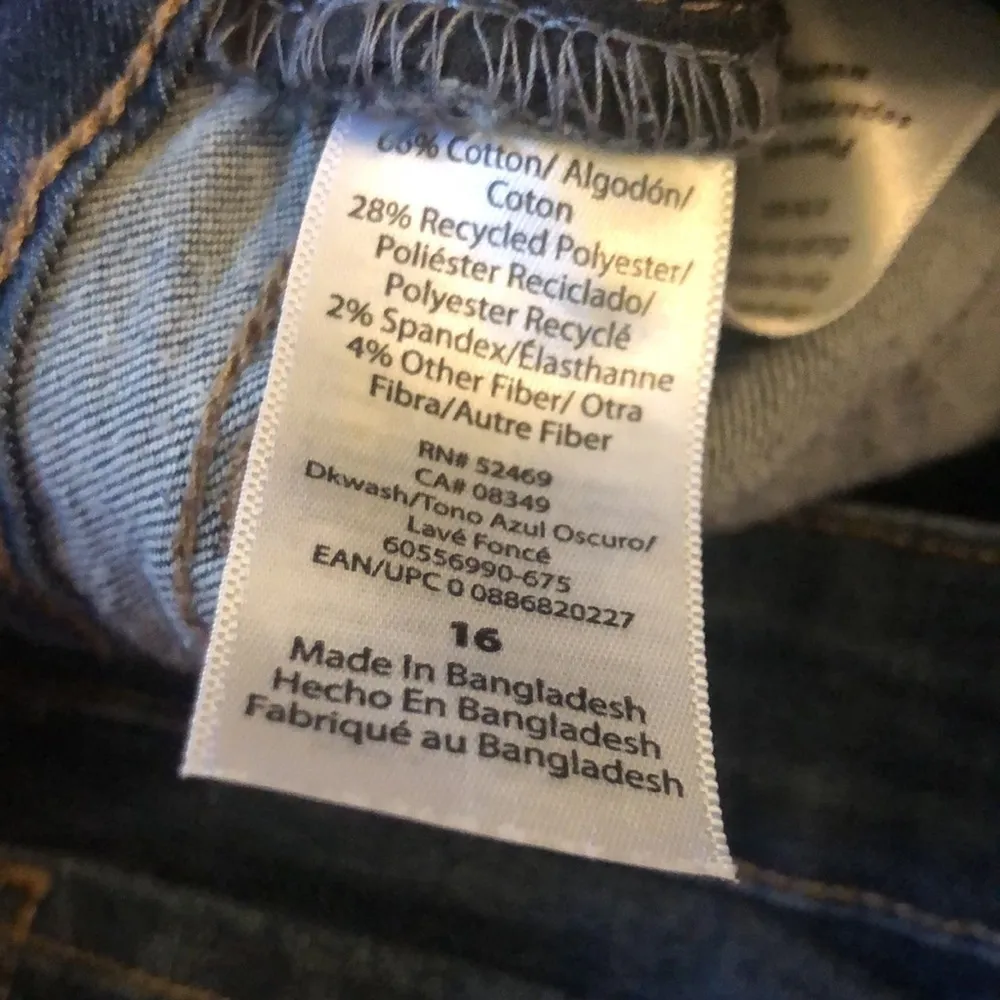 66% Cotton/ Algodón/
Coton
28% Recycled Polyester/
Poliéster Reciclado/
Polyester Recyclé
2% Spandex/Élasthanne
4% Other Fiber/ Otra
Fibra/Autre Fiber
RN# 52469
CA# 08349
Dkwash/Tono Azul Oscuro/
Lavé Foncé
60556990-675
EAN/UPC 0 0886820227
16
Made In Bangladesh
Hecho En Bangladesh
Fabriqué au Bangladesh